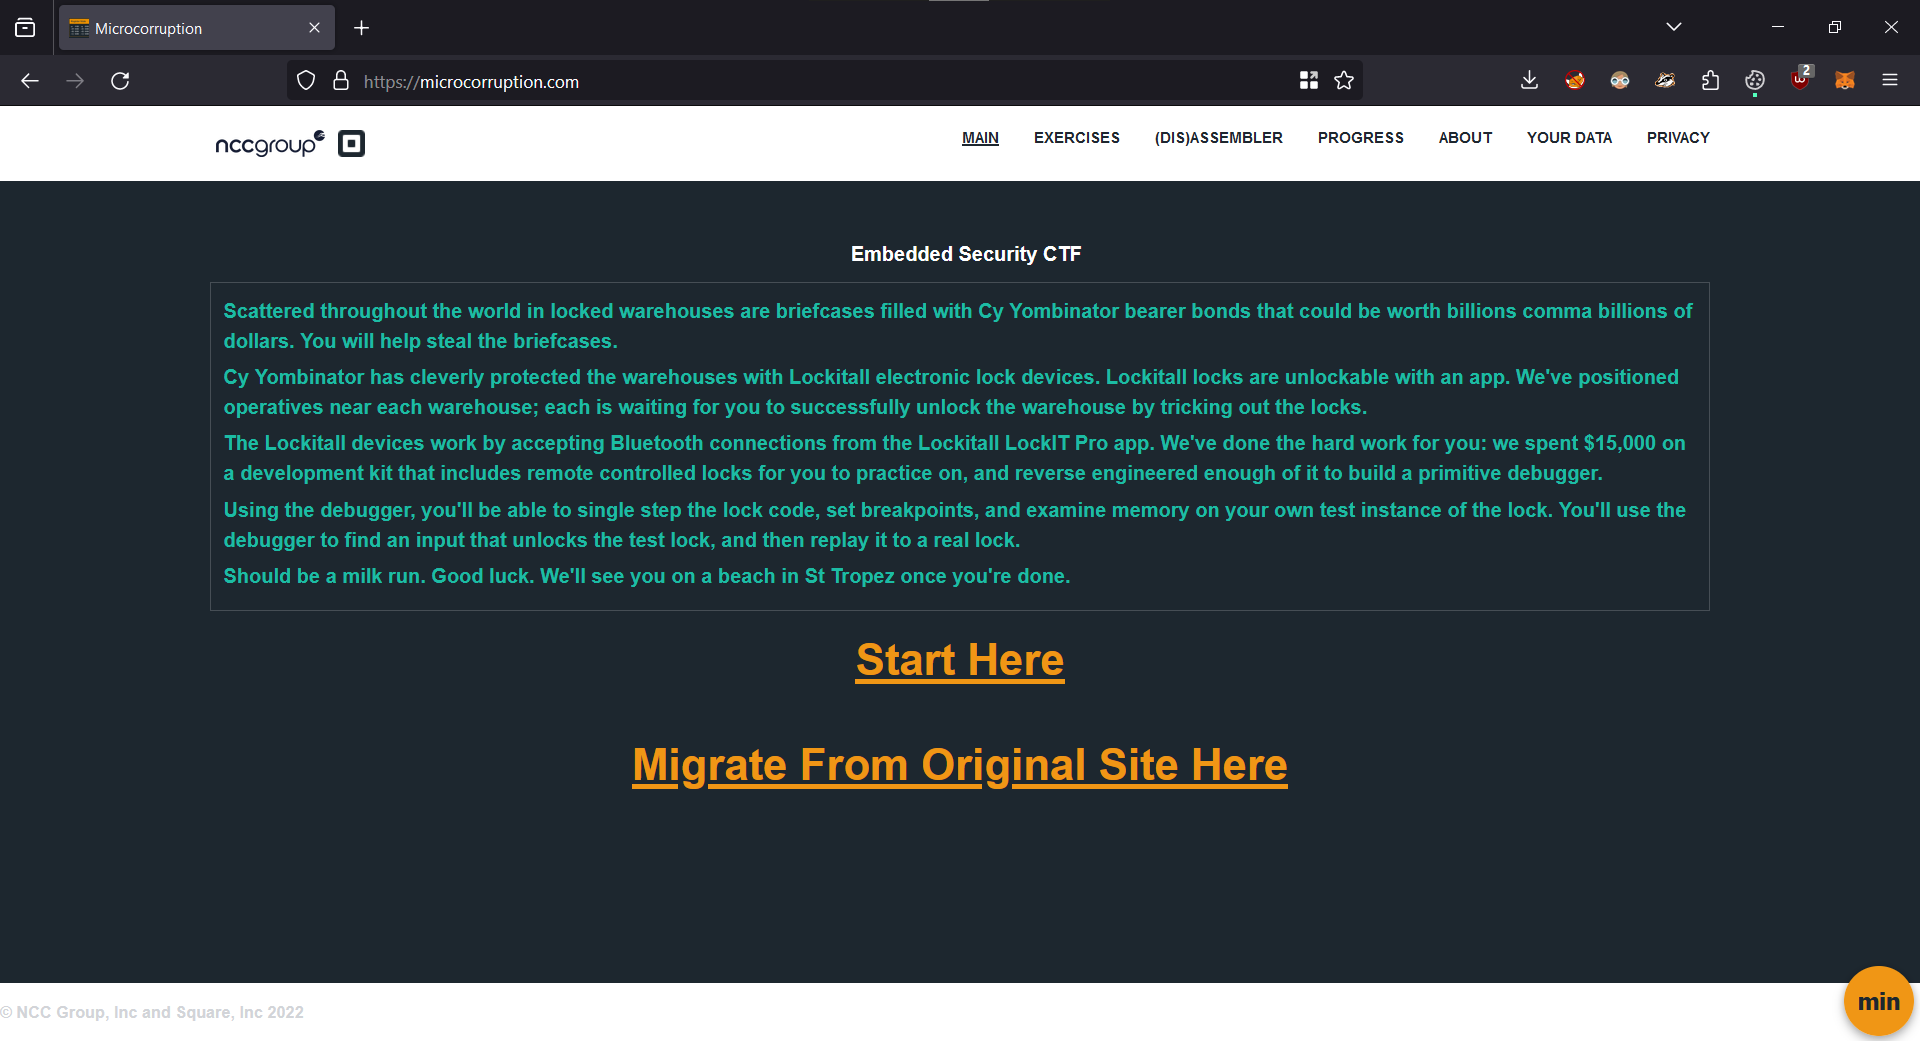 Microcorruption
https://microcorruption.com
2
nccgroup
MAIN EXERCISES (DIS)ASSEMBLER PROGRESS ABOUT YOUR DATA PRIVACY
Embedded Security CTF
Scattered throughout the world in locked warehouses are briefcases filled with Cy Yombinator bearer bonds that could be worth billions comma billions of
dollars. You will help steal the briefcases.
Cy Yombinator has cleverly protected the warehouses with Lockitall electronic lock devices. Lockitall locks are unlockable with an app. We've positioned
operatives near each warehouse; each is waiting for you to successfully unlock the warehouse by tricking out the locks.
The Lockitall devices work by accepting Bluetooth connections from the Lockitall LockIT Pro app. We've done the hard work for you: we spent $15,000 on
a development kit that includes remote controlled locks for you to practice on, and reverse engineered enough of it to build a primitive debugger.
Using the debugger, you'll be able to single step the lock code, set breakpoints, and examine memory on your own test instance of the lock. You'll use the
debugger to find an input that unlocks the test lock, and then replay it to a real lock.
Should be a milk run. Good luck. We'll see you on a beach in St Tropez once you're done.
Start Here
Migrate From Original Site Here
min
© NCC Group, Inc and Square, Inc 2022